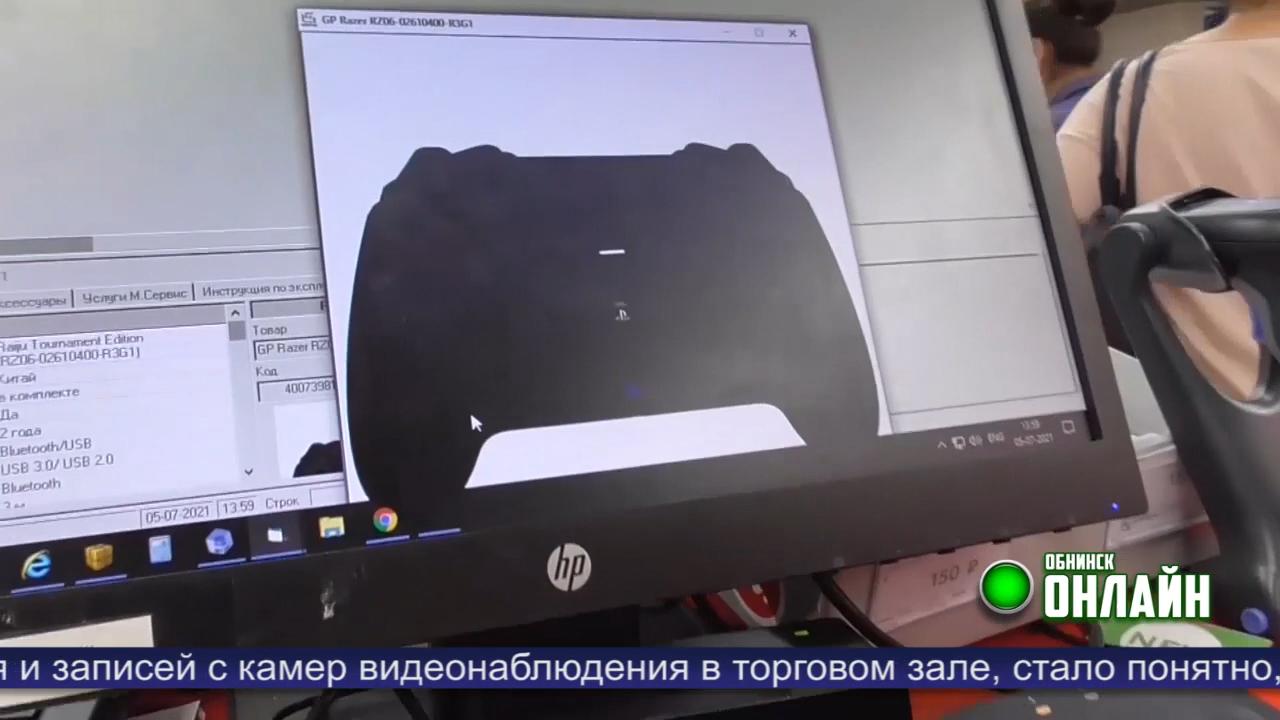 GP Razer RZ06-02610400-R3G1
ксессуары
Услуги М.Сервис
Инструкция по экспл
Raiju Tournament Edition
(RZ06-02610400-R3G1)
Китай
в комплекте
Да
2 года
Bluetooth/USB
USB 3.0/ USB 2.0
Bluetooth
Товар
GP Razer RZ
Код
4007398
05-07-2021
13:59
Строк
13:59
05-07-2021
hp
150 ₽
ОБНИНСК
ОНЛАЙН
NEW
я и записей с камер видеонаблюдения в торговом зале, стало понятно,